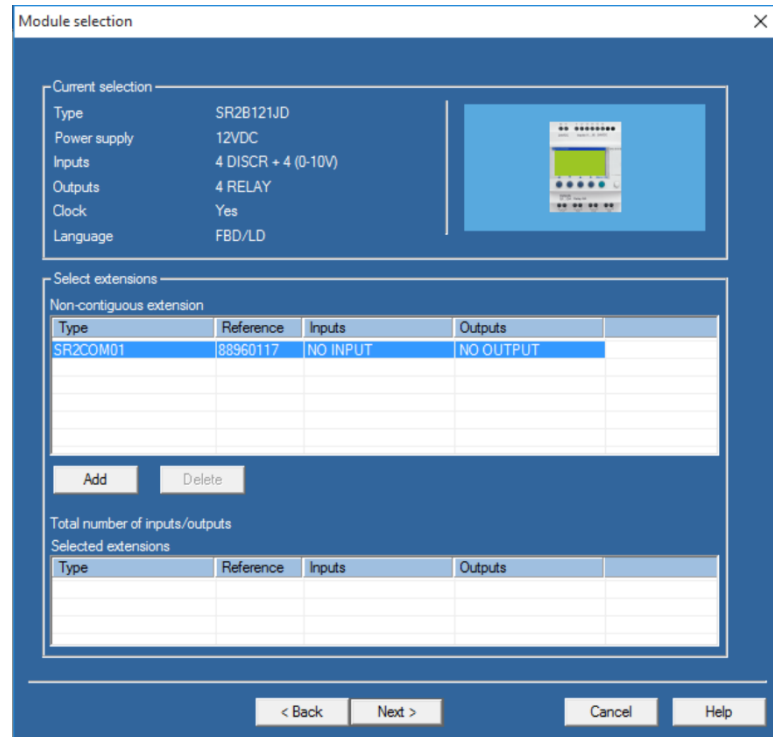 Module selection
Current selection
Type SR2B121JD
Power supply 12VDC
Inputs 4 DISCR + 4 (0-10V)
Outputs 4 RELAY
Clock Yes
Language FBD/LD
Select extensions
Non-contiguous extension
Type Reference Inputs Outputs
SR2COM01 88960117 NO INPUT NO OUTPUT
Add Delete
Total number of inputs/outputs
Selected extensions
Type Reference Inputs Outputs
< Back Next > Cancel Help